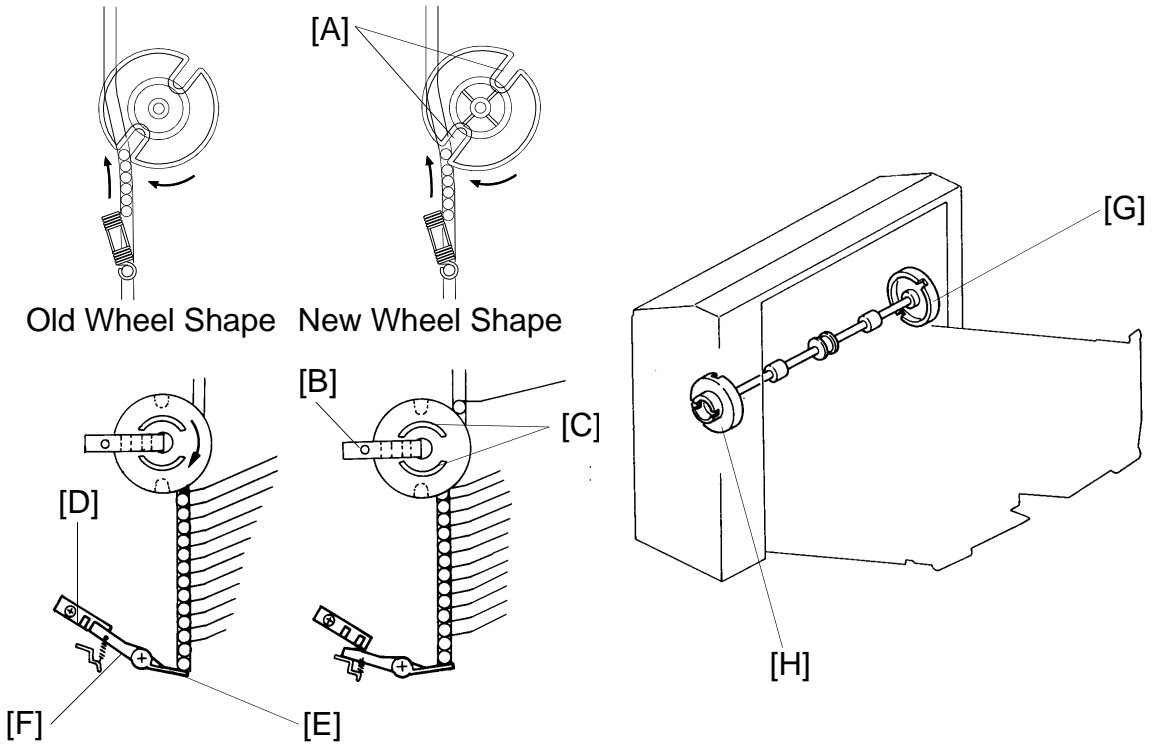 [A]
[G]
Old Wheel Shape
New Wheel Shape
[B]
[C]
[D]
[H]
[F]
[E]